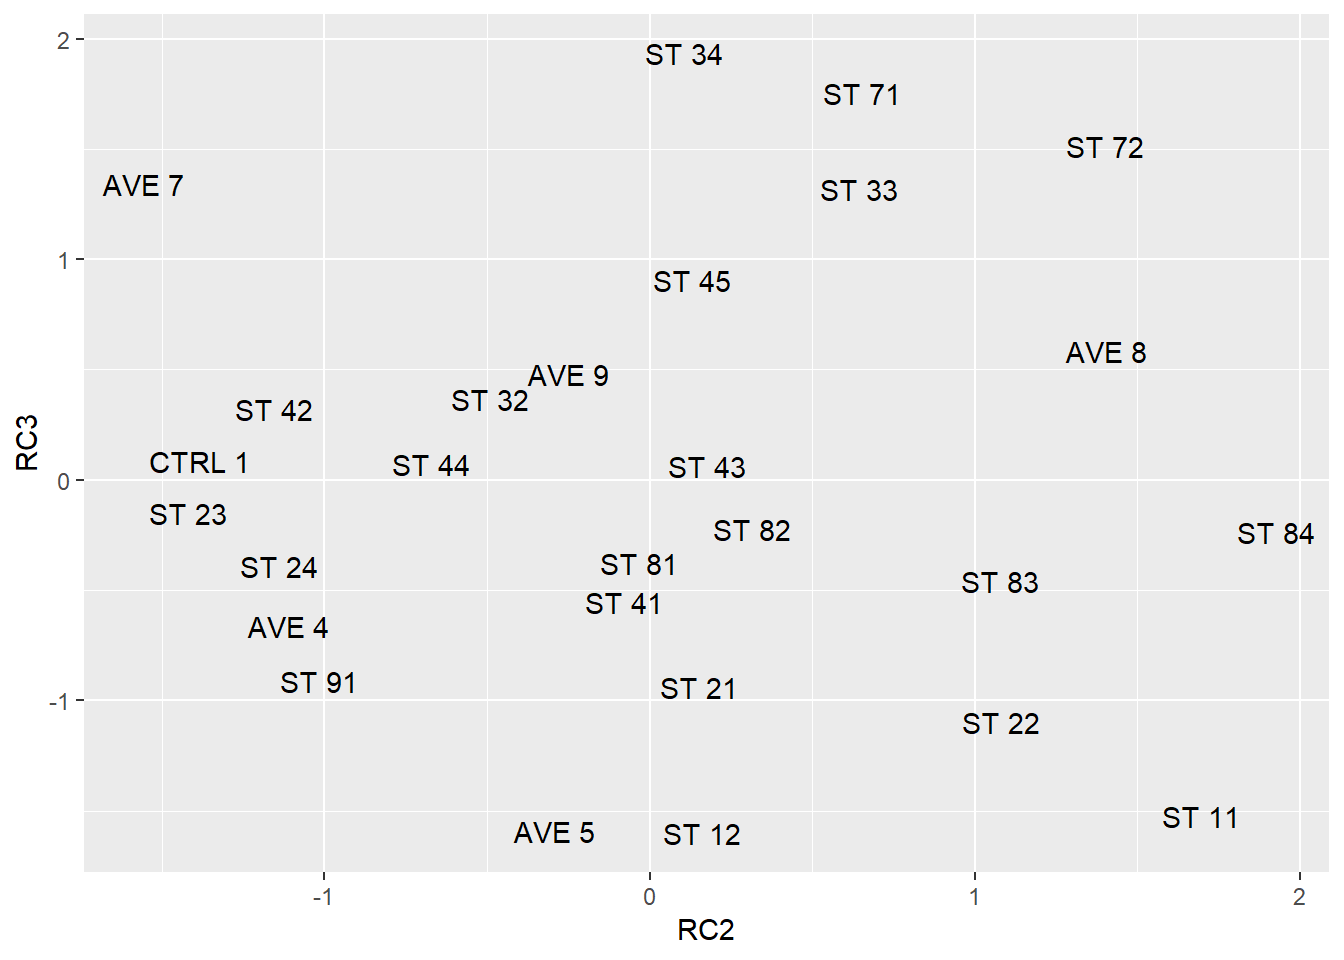 2
ST 34
ST 71
ST 72
AVE 7
ST 33
1
ST 45
AVE 8
AVE 9
ST 32
ST 42
RC3
CTRL 1
ST 44
ST 43
0
ST 23
ST 82
ST 84
ST 81
ST 24
ST 83
ST 41
AVE 4
ST 91
ST 21
-1
ST 22
ST 11
AVE 5
ST 12
-1
0
1
2
RC2